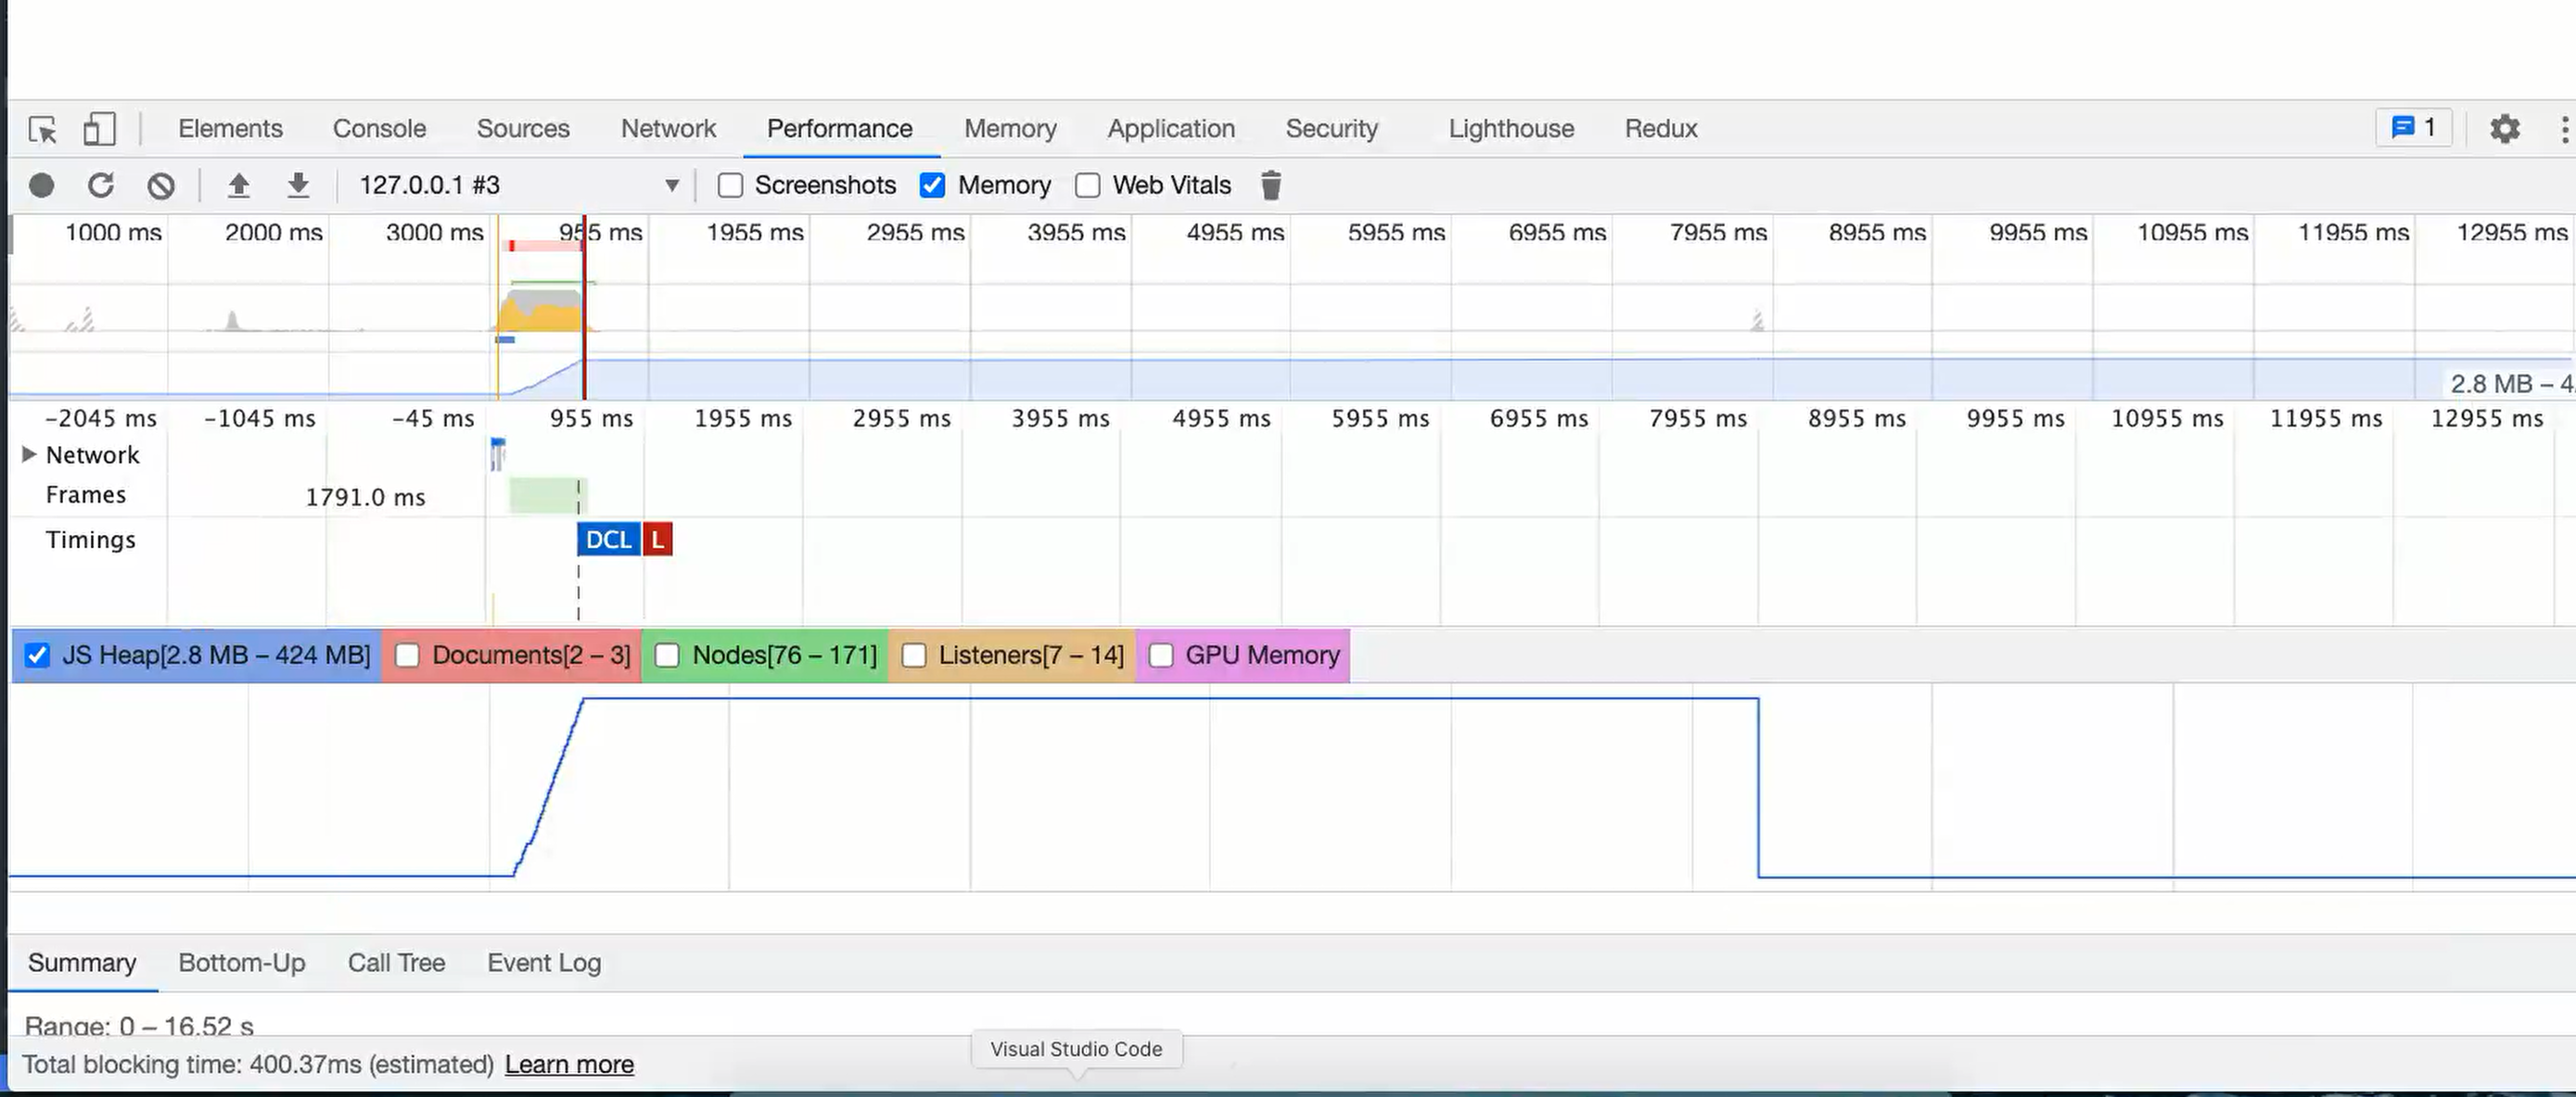 Elements Console Sources Network Performance Memory Application Security Lighthouse Redux 1
127.0.0.1 #3 Screenshots Memory Web Vitals
1000 ms 2000 ms 3000 ms 955 ms 1955 ms 2955 ms 3955 ms 4955 ms 5955 ms 6955 ms 7955 ms 8955 ms 9955 ms 10955 ms 11955 ms 12955 ms
2.8 MB – 4
-2045 ms -1045 ms -45 ms 955 ms 1955 ms 2955 ms 3955 ms 4955 ms 5955 ms 6955 ms 7955 ms 8955 ms 9955 ms 10955 ms 11955 ms 12955 ms
Network
Frames 1791.0 ms
Timings DCL L
JS Heap[2.8 MB – 424 MB] Documents[2 – 3] Nodes[76 – 171] Listeners[7 – 14] GPU Memory
Summary Bottom-Up Call Tree Event Log
Range: 0 – 16.52 s
Visual Studio Code
Total blocking time: 400.37ms (estimated) Learn more